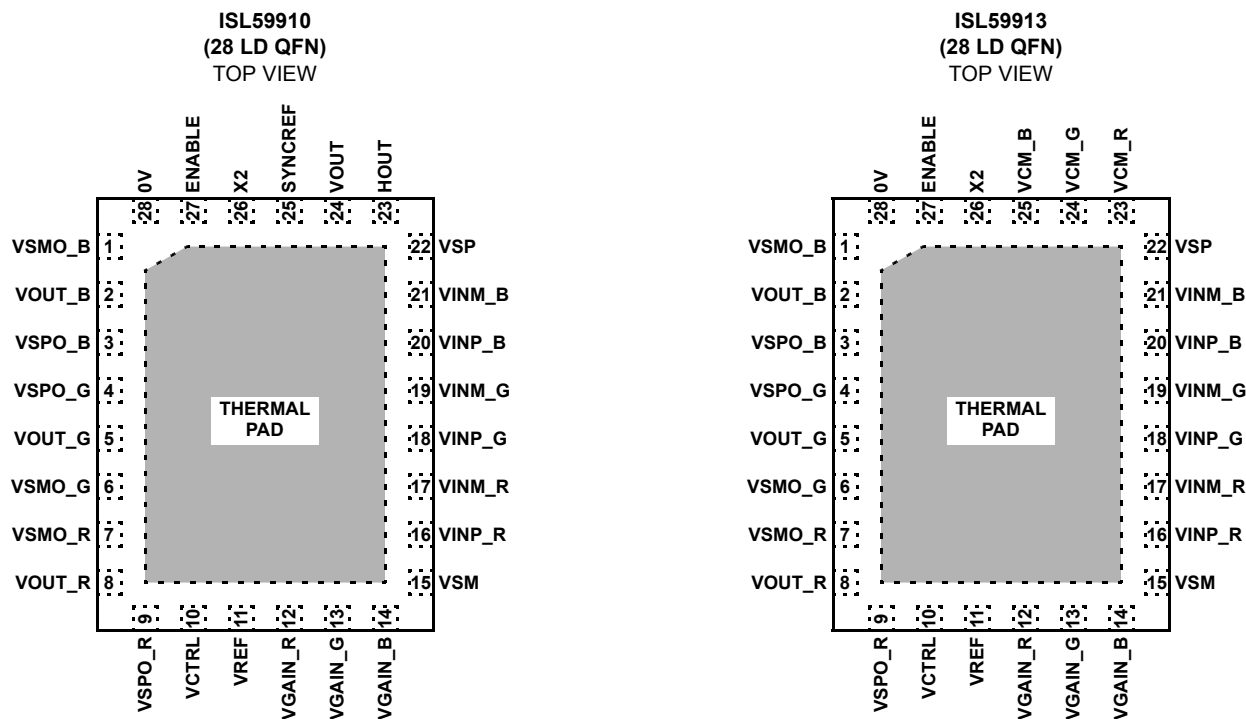 ISL59910
(28 LD QFN)
TOP VIEW
28 0V
27 ENABLE
26 X2
25 SYNCREF
24 VOUT
23 HOUT
VSMO_B 1
VOUT_B 2
VSPO_B 3
VSPO_G 4
VOUT_G 5
VSMO_G 6
VSMO_R 7
VOUT_R 8
THERMAL
PAD
22 VSP
21 VINM_B
20 VINP_B
19 VINM_G
18 VINP_G
17 VINM_R
16 VINP_R
15 VSM
VSPO_R 9
VCTRL 10
VREF 11
VGAIN_R 12
VGAIN_G 13
VGAIN_B 14
ISL59913
(28 LD QFN)
TOP VIEW
28 0V
27 ENABLE
26 X2
25 VCM_B
24 VCM_G
23 VCM_R
VSMO_B 1
VOUT_B 2
VSPO_B 3
VSPO_G 4
VOUT_G 5
VSMO_G 6
VSMO_R 7
VOUT_R 8
THERMAL
PAD
22 VSP
21 VINM_B
20 VINP_B
19 VINM_G
18 VINP_G
17 VINM_R
16 VINP_R
15 VSM
VSPO_R 9
VCTRL 10
VREF 11
VGAIN_R 12
VGAIN_G 13
VGAIN_B 14